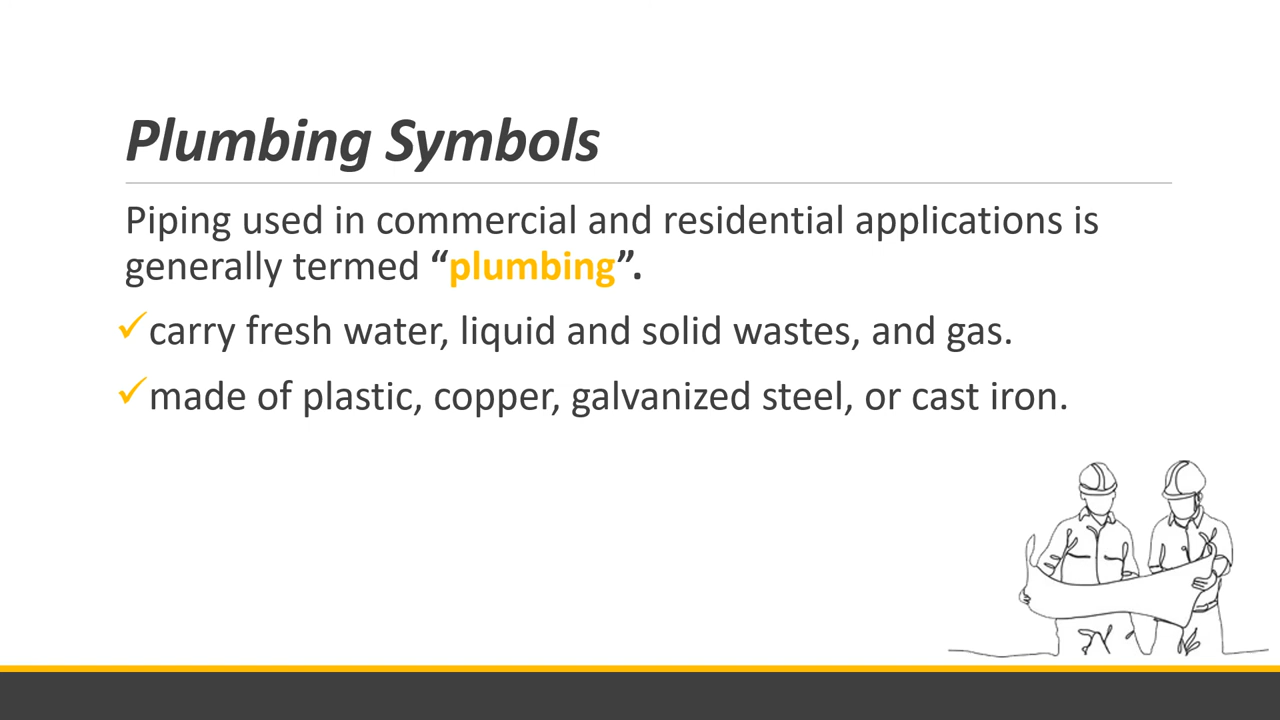 Plumbing Symbols
Piping used in commercial and residential applications is
generally termed “plumbing”.
✓carry fresh water, liquid and solid wastes, and gas.
✓made of plastic, copper, galvanized steel, or cast iron.